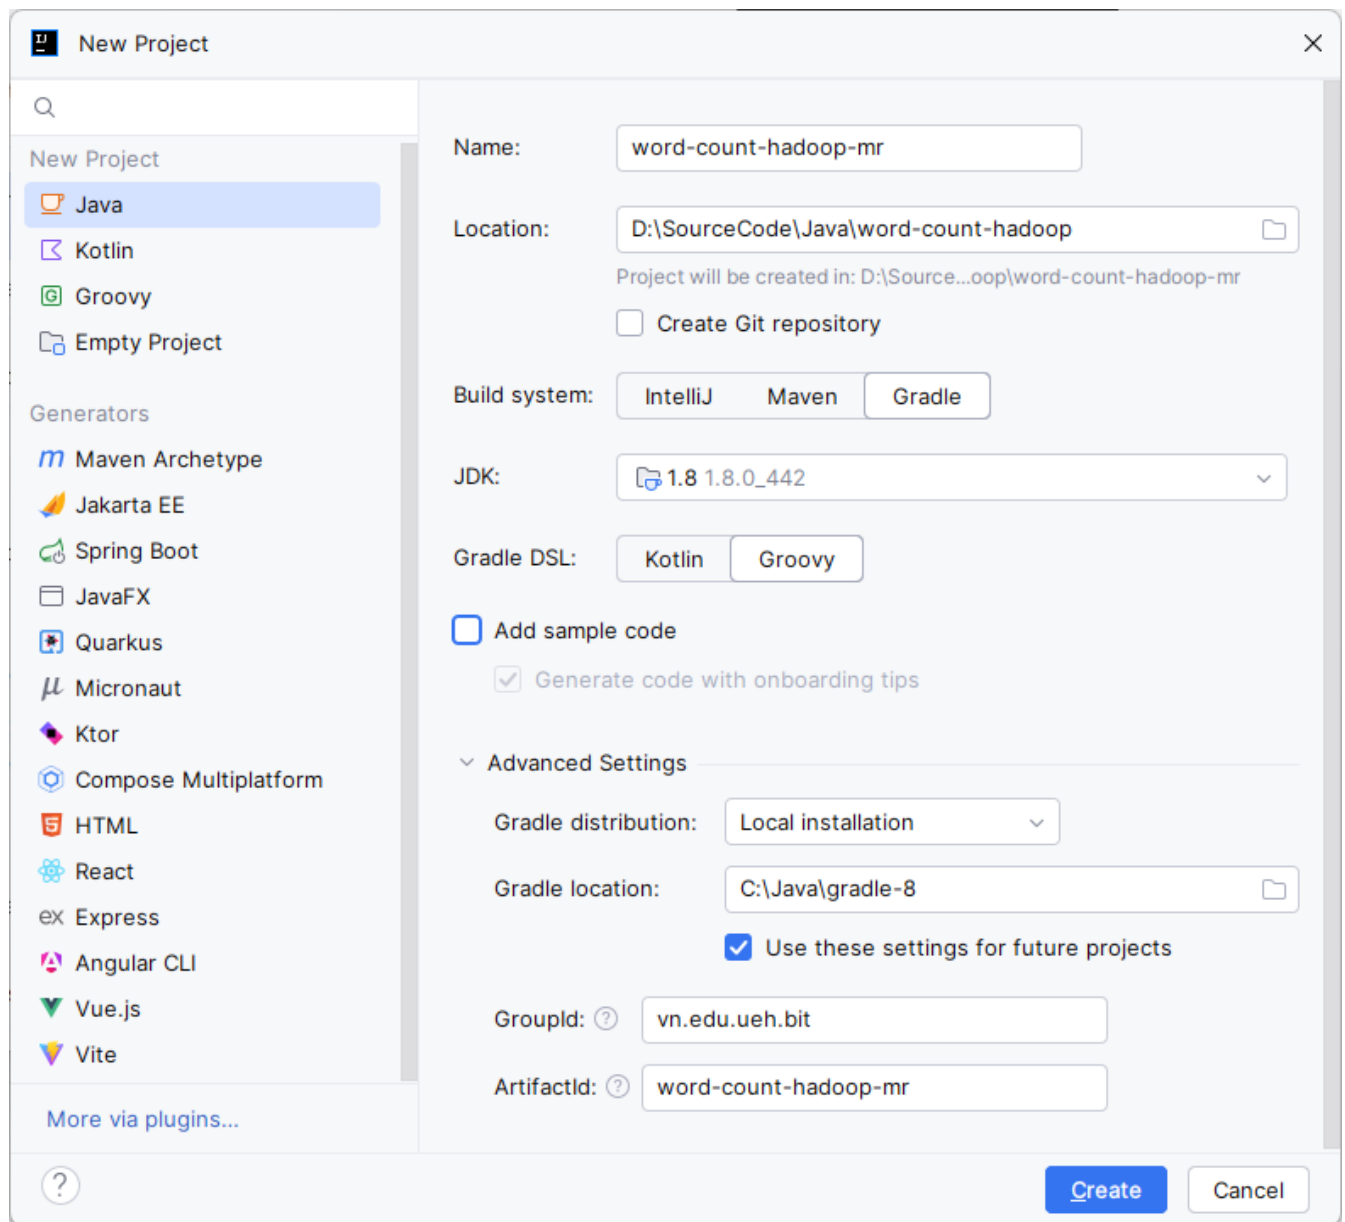 New Project
New Project
Java
Kotlin
Groovy
Empty Project
Generators
Maven Archetype
Jakarta EE
Spring Boot
JavaFX
Quarkus
Micronaut
Ktor
Compose Multiplatform
HTML
React
ex Express
Angular CLI
Vue.js
Vite
More via plugins...
Name: word-count-hadoop-mr
Location: D:\SourceCode\Java\word-count-hadoop
Project will be created in: D:\Source...oop\word-count-hadoop-mr
Create Git repository
Build system: IntelliJ Maven Gradle
JDK: 1.8 1.8.0_442
Gradle DSL: Kotlin Groovy
Add sample code
Generate code with onboarding tips
Advanced Settings
Gradle distribution: Local installation
Gradle location: C:\Java\gradle-8
Use these settings for future projects
GroupId: ? vn.edu.ueh.bit
ArtifactId: ? word-count-hadoop-mr
? Create Cancel